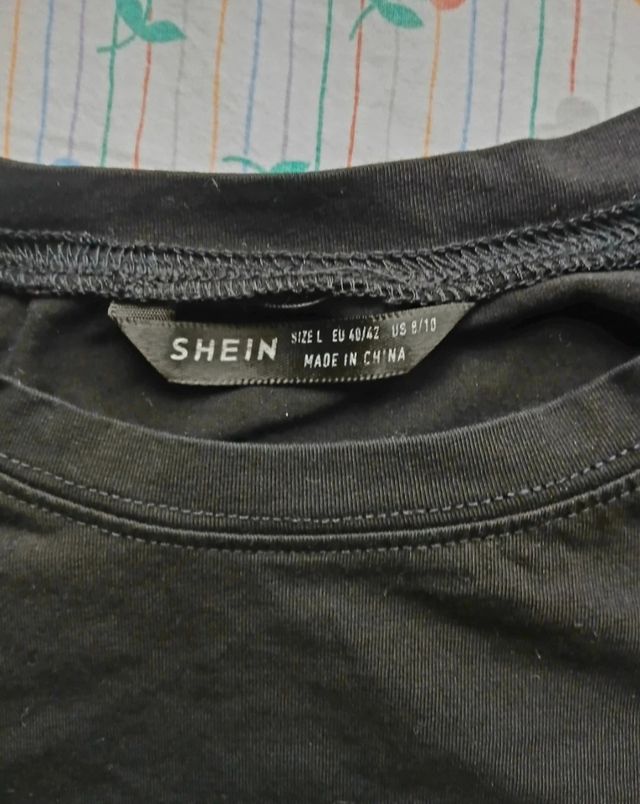 SHEIN
SIZE L EU 40/42 US 8/10
MADE IN CHINA